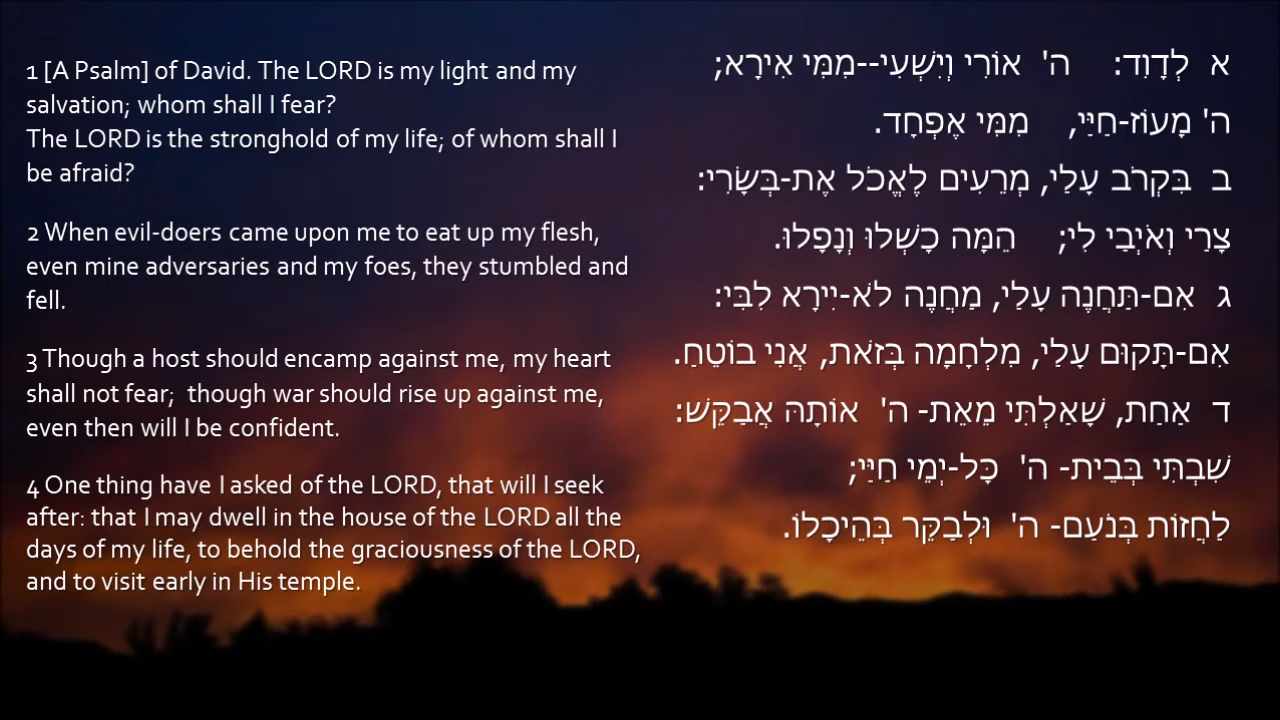 1 [A Psalm] of David. The LORD is my light and my
salvation; whom shall I fear?
The LORD is the stronghold of my life; of whom shall I
be afraid?
2 When evil-doers came upon me to eat up my flesh,
even mine adversaries and my foes, they stumbled and
fell.
3 Though a host should encamp against me, my heart
shall not fear;  though war should rise up against me,
even then will I be confident.
4 One thing have I asked of the LORD, that will I seek
after: that I may dwell in the house of the LORD all the
days of my life, to behold the graciousness of the LORD,
and to visit early in His temple.
א  לְדָוִד:    ה'  אוֹרִי וְיִשְׁעִי--מִמִּי אִירָא;
ה' מָעוֹז-חַיַּי,    מִמִּי אֶפְחָד.
ב  בִּקְרֹב עָלַי, מְרֵעִים לֶאֱכֹל אֶת-בְּשָׂרִי:
צָרַי וְאֹיְבַי לִי;    הֵמָּה כָשְׁלוּ וְנָפָלוּ.
ג  אִם-תַּחֲנֶה עָלַי, מַחֲנֶה לֹא-יִירָא לִבִּי:
אִם-תָּקוּם עָלַי, מִלְחָמָה בְּזֹאת, אֲנִי בוֹטֵחַ.
ד  אַחַת, שָׁאַלְתִּי מֵאֵת- ה'  אוֹתָהּ אֲבַקֵּשׁ:
שִׁבְתִּי בְּבֵית- ה'  כָּל-יְמֵי חַיַּי;
לַחֲזוֹת בְּנֹעַם- ה'  וּלְבַקֵּר בְּהֵיכָלוֹ.